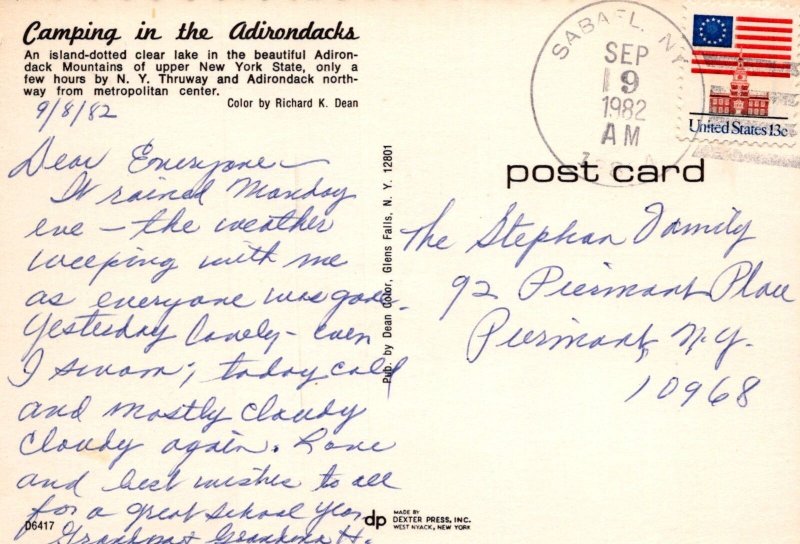 Camping in the Adirondacks
An island-dotted clear lake in the beautiful Adiron-
dack Mountains of upper New York State, only a
few hours by N. Y. Thruway and Adirondack north-
way from metropolitan center.
Color by Richard K. Dean
9/8/82
Dear Everyone –
It rained Monday
eve – the weather
weeping with me
as everyone was gone.
Yesterday lovely – even
I swam; today cold
and mostly cloudy
cloudy again. Love
and best wishes to all
for a great school year
Grandma + Grandma H.
D6417
Pub. by Dean Color, Glens Falls, N. Y. 12801
dp
MADE BY
DEXTER PRESS, INC.
WEST NYACK, NEW YORK
SABAEL, NY
SEP
9
1982
AM
United States 13c
post card
The Stephan Family
92 Piermont Place
Piermont, N.Y.
10968